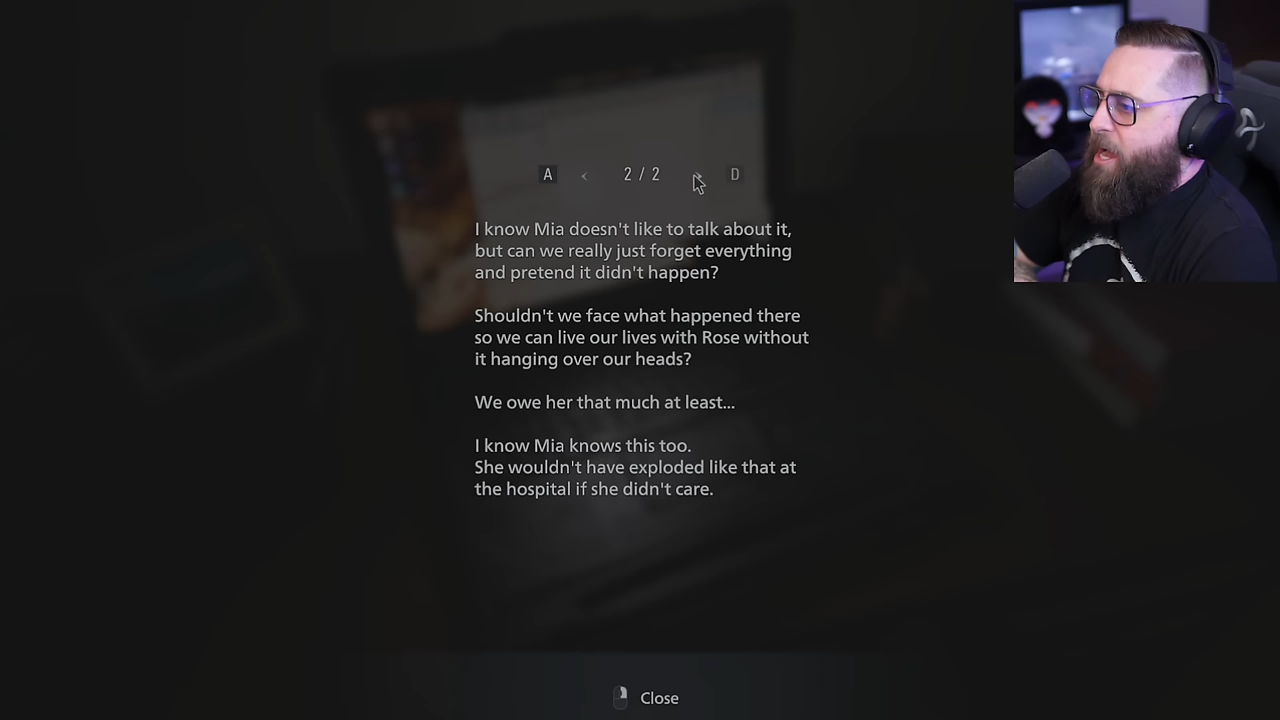 A < 2 / 2 > D
I know Mia doesn't like to talk about it,
but can we really just forget everything
and pretend it didn't happen?
Shouldn't we face what happened there
so we can live our lives with Rose without
it hanging over our heads?
We owe her that much at least...
I know Mia knows this too.
She wouldn't have exploded like that at
the hospital if she didn't care.
Close